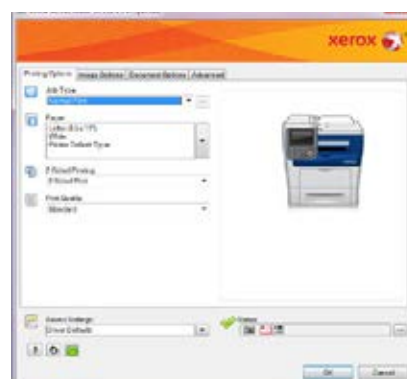 xerox
Printing Options Image Options Document Options Advanced
Job Type
Normal Print
Paper
Letter (8.5 x 11")
White
Printer Default Type
2-Sided Printing
2-Sided Print
Print Quality
Standard
Saved Settings
Driver Defaults
Status
OK Cancel